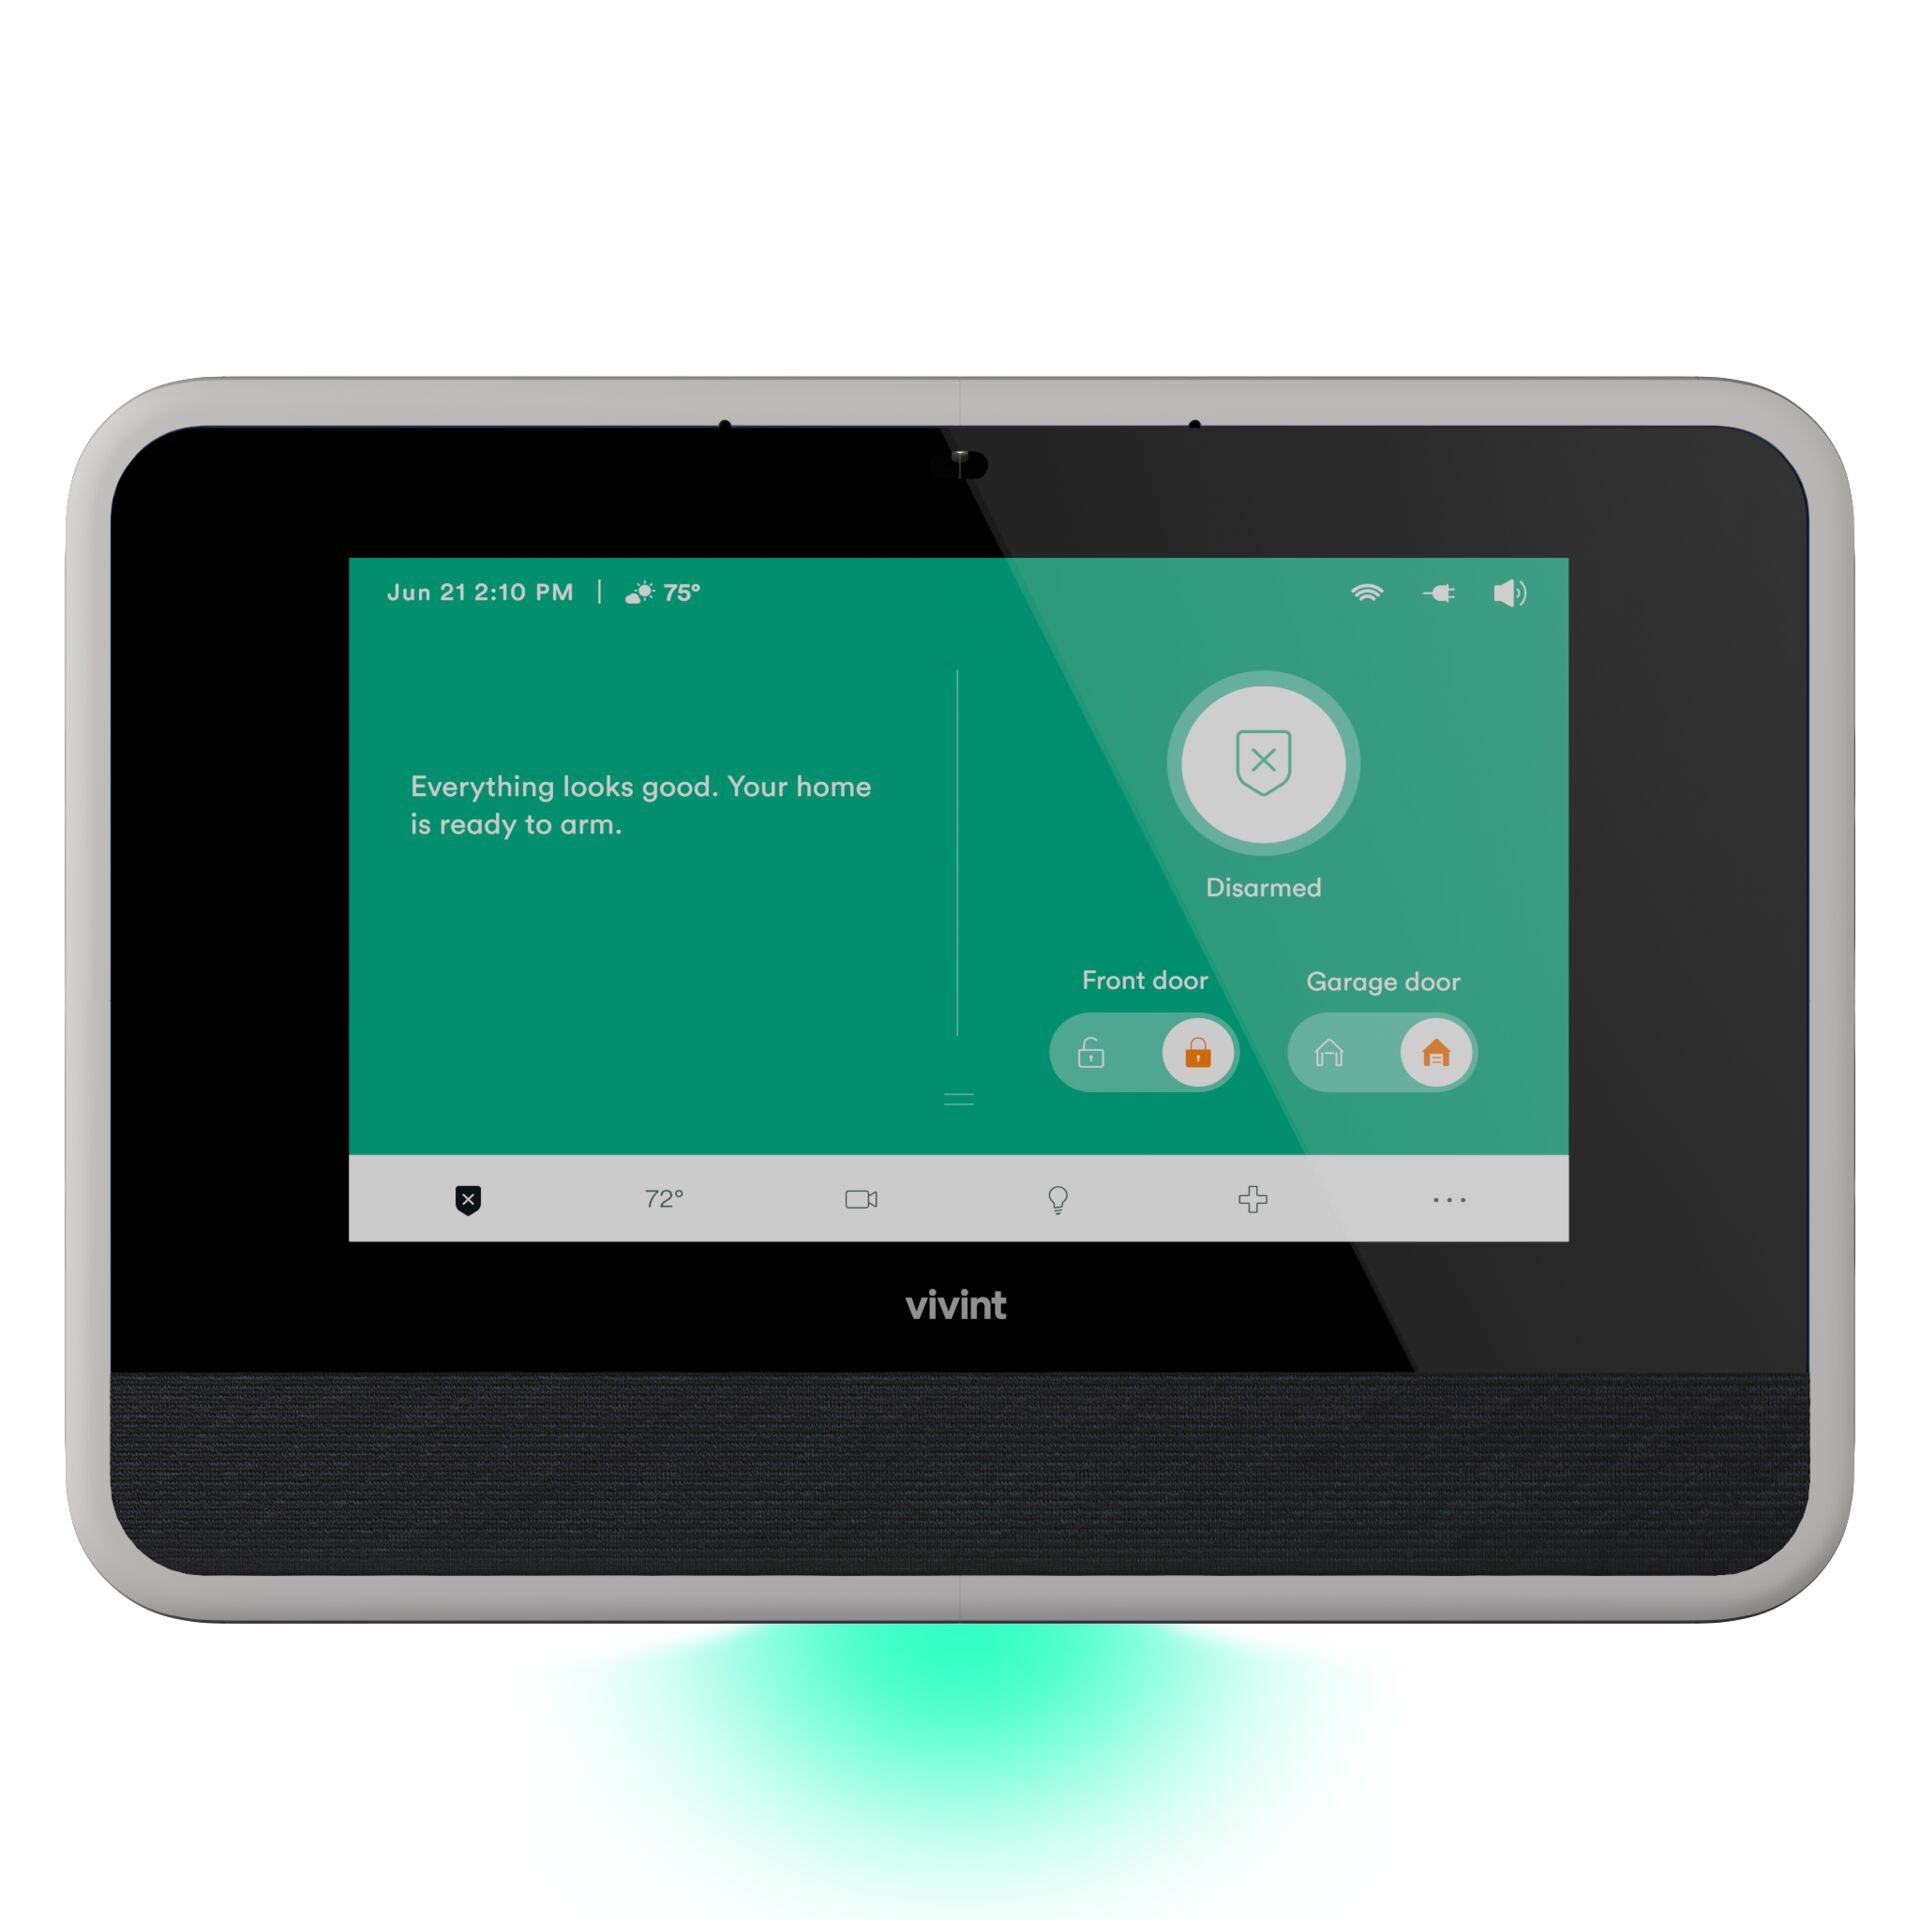 Jun 21 2:10 PM | 75°
Everything looks good. Your home
is ready to arm.
Disarmed
Front door
Garage door
72°
vivint